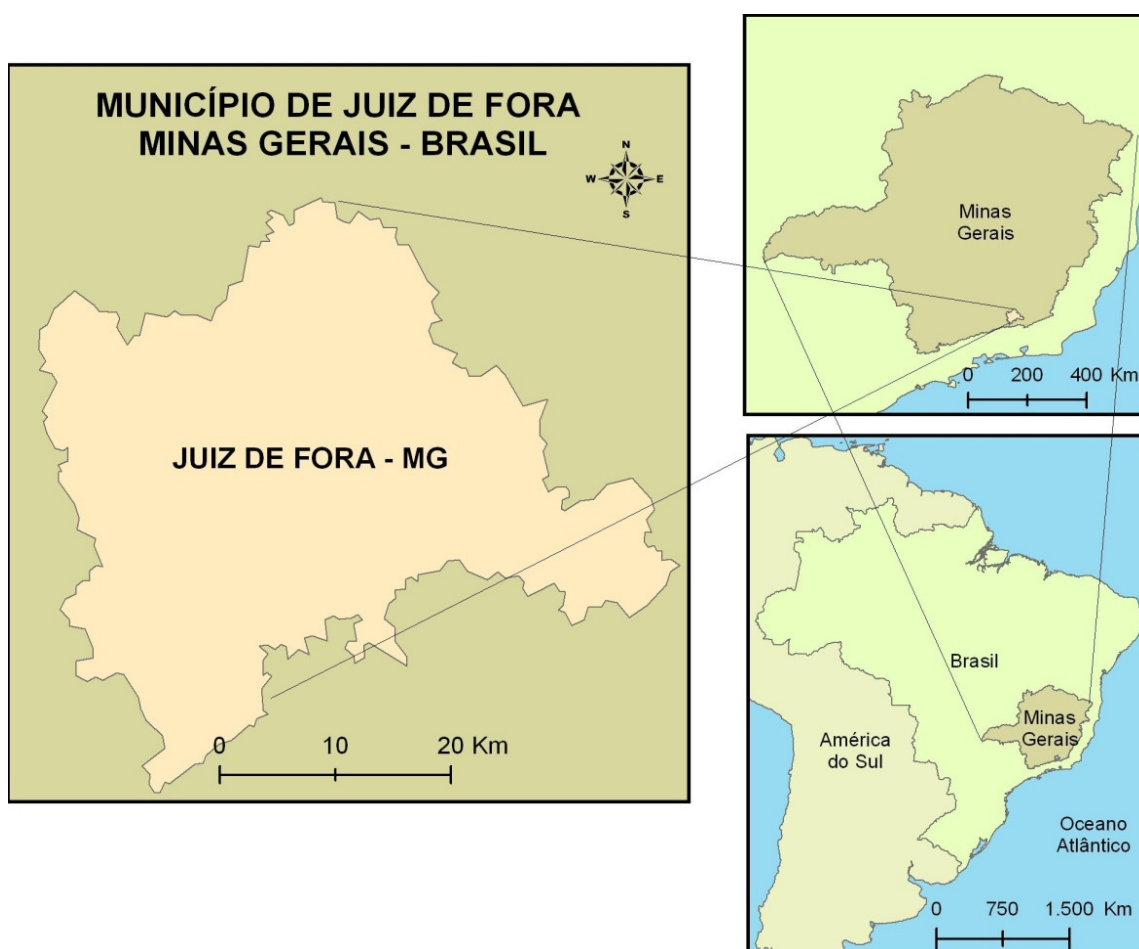 MUNICÍPIO DE JUIZ DE FORA
MINAS GERAIS - BRASIL
N
W E
S
JUIZ DE FORA - MG
0 10 20 Km
Minas
Gerais
0 200 400 Km
Brasil
Minas
Gerais
América
do Sul
Oceano
Atlântico
0 750 1.500 Km